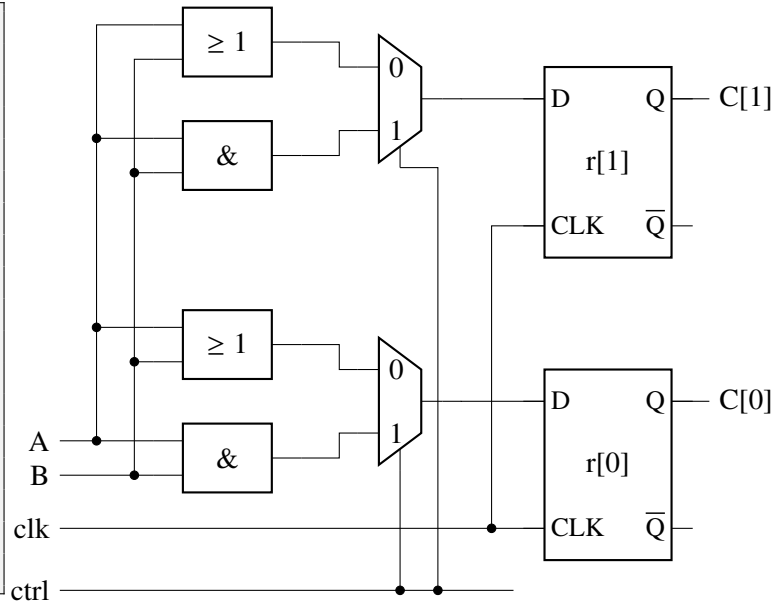 ≥ 1
0
1
&
D Q C[1]
r[1]
CLK Q̅
≥ 1
0
1
&
D Q C[0]
r[0]
CLK Q̅
A
B
clk
ctrl